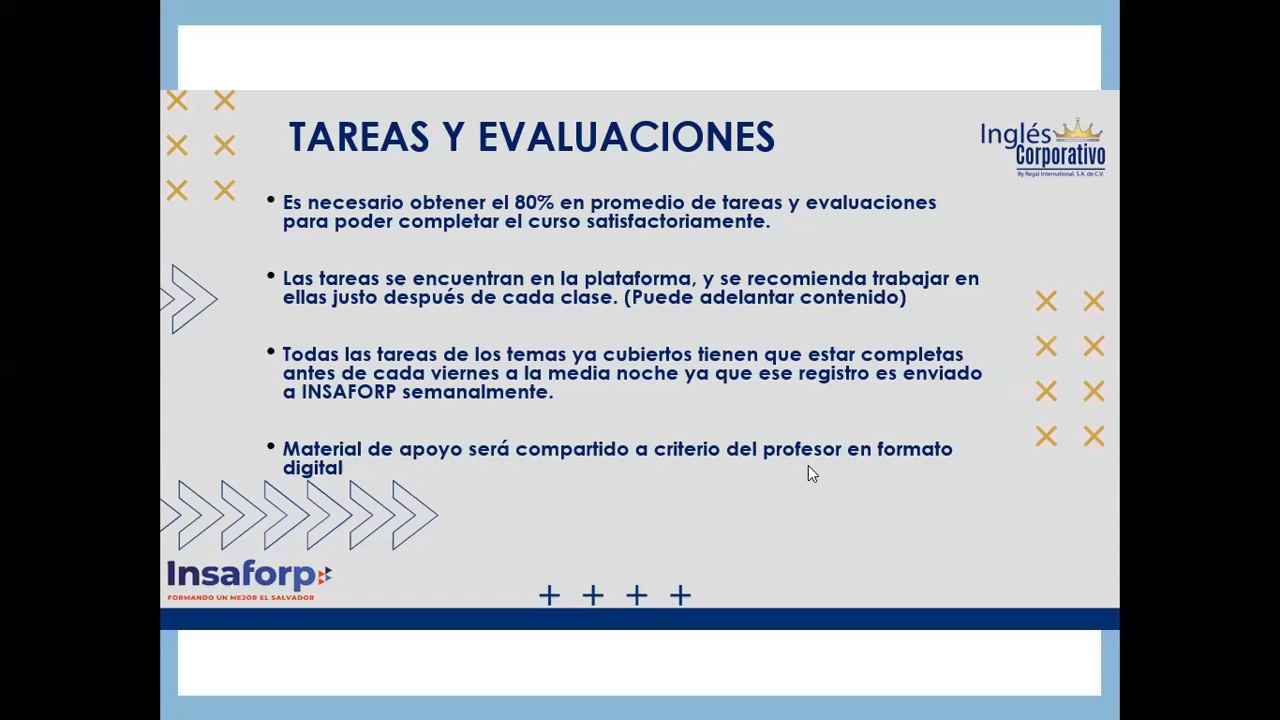 TAREAS Y EVALUACIONES
Inglés
Corporativo
By Regal International, S.A. de C.V.
• Es necesario obtener el 80% en promedio de tareas y evaluaciones
para poder completar el curso satisfactoriamente.
• Las tareas se encuentran en la plataforma, y se recomienda trabajar en
ellas justo después de cada clase. (Puede adelantar contenido)
• Todas las tareas de los temas ya cubiertos tienen que estar completas
antes de cada viernes a la media noche ya que ese registro es enviado
a INSAFORP semanalmente.
• Material de apoyo será compartido a criterio del profesor en formato
digital
Insaforp
FORMANDO UN MEJOR EL SALVADOR